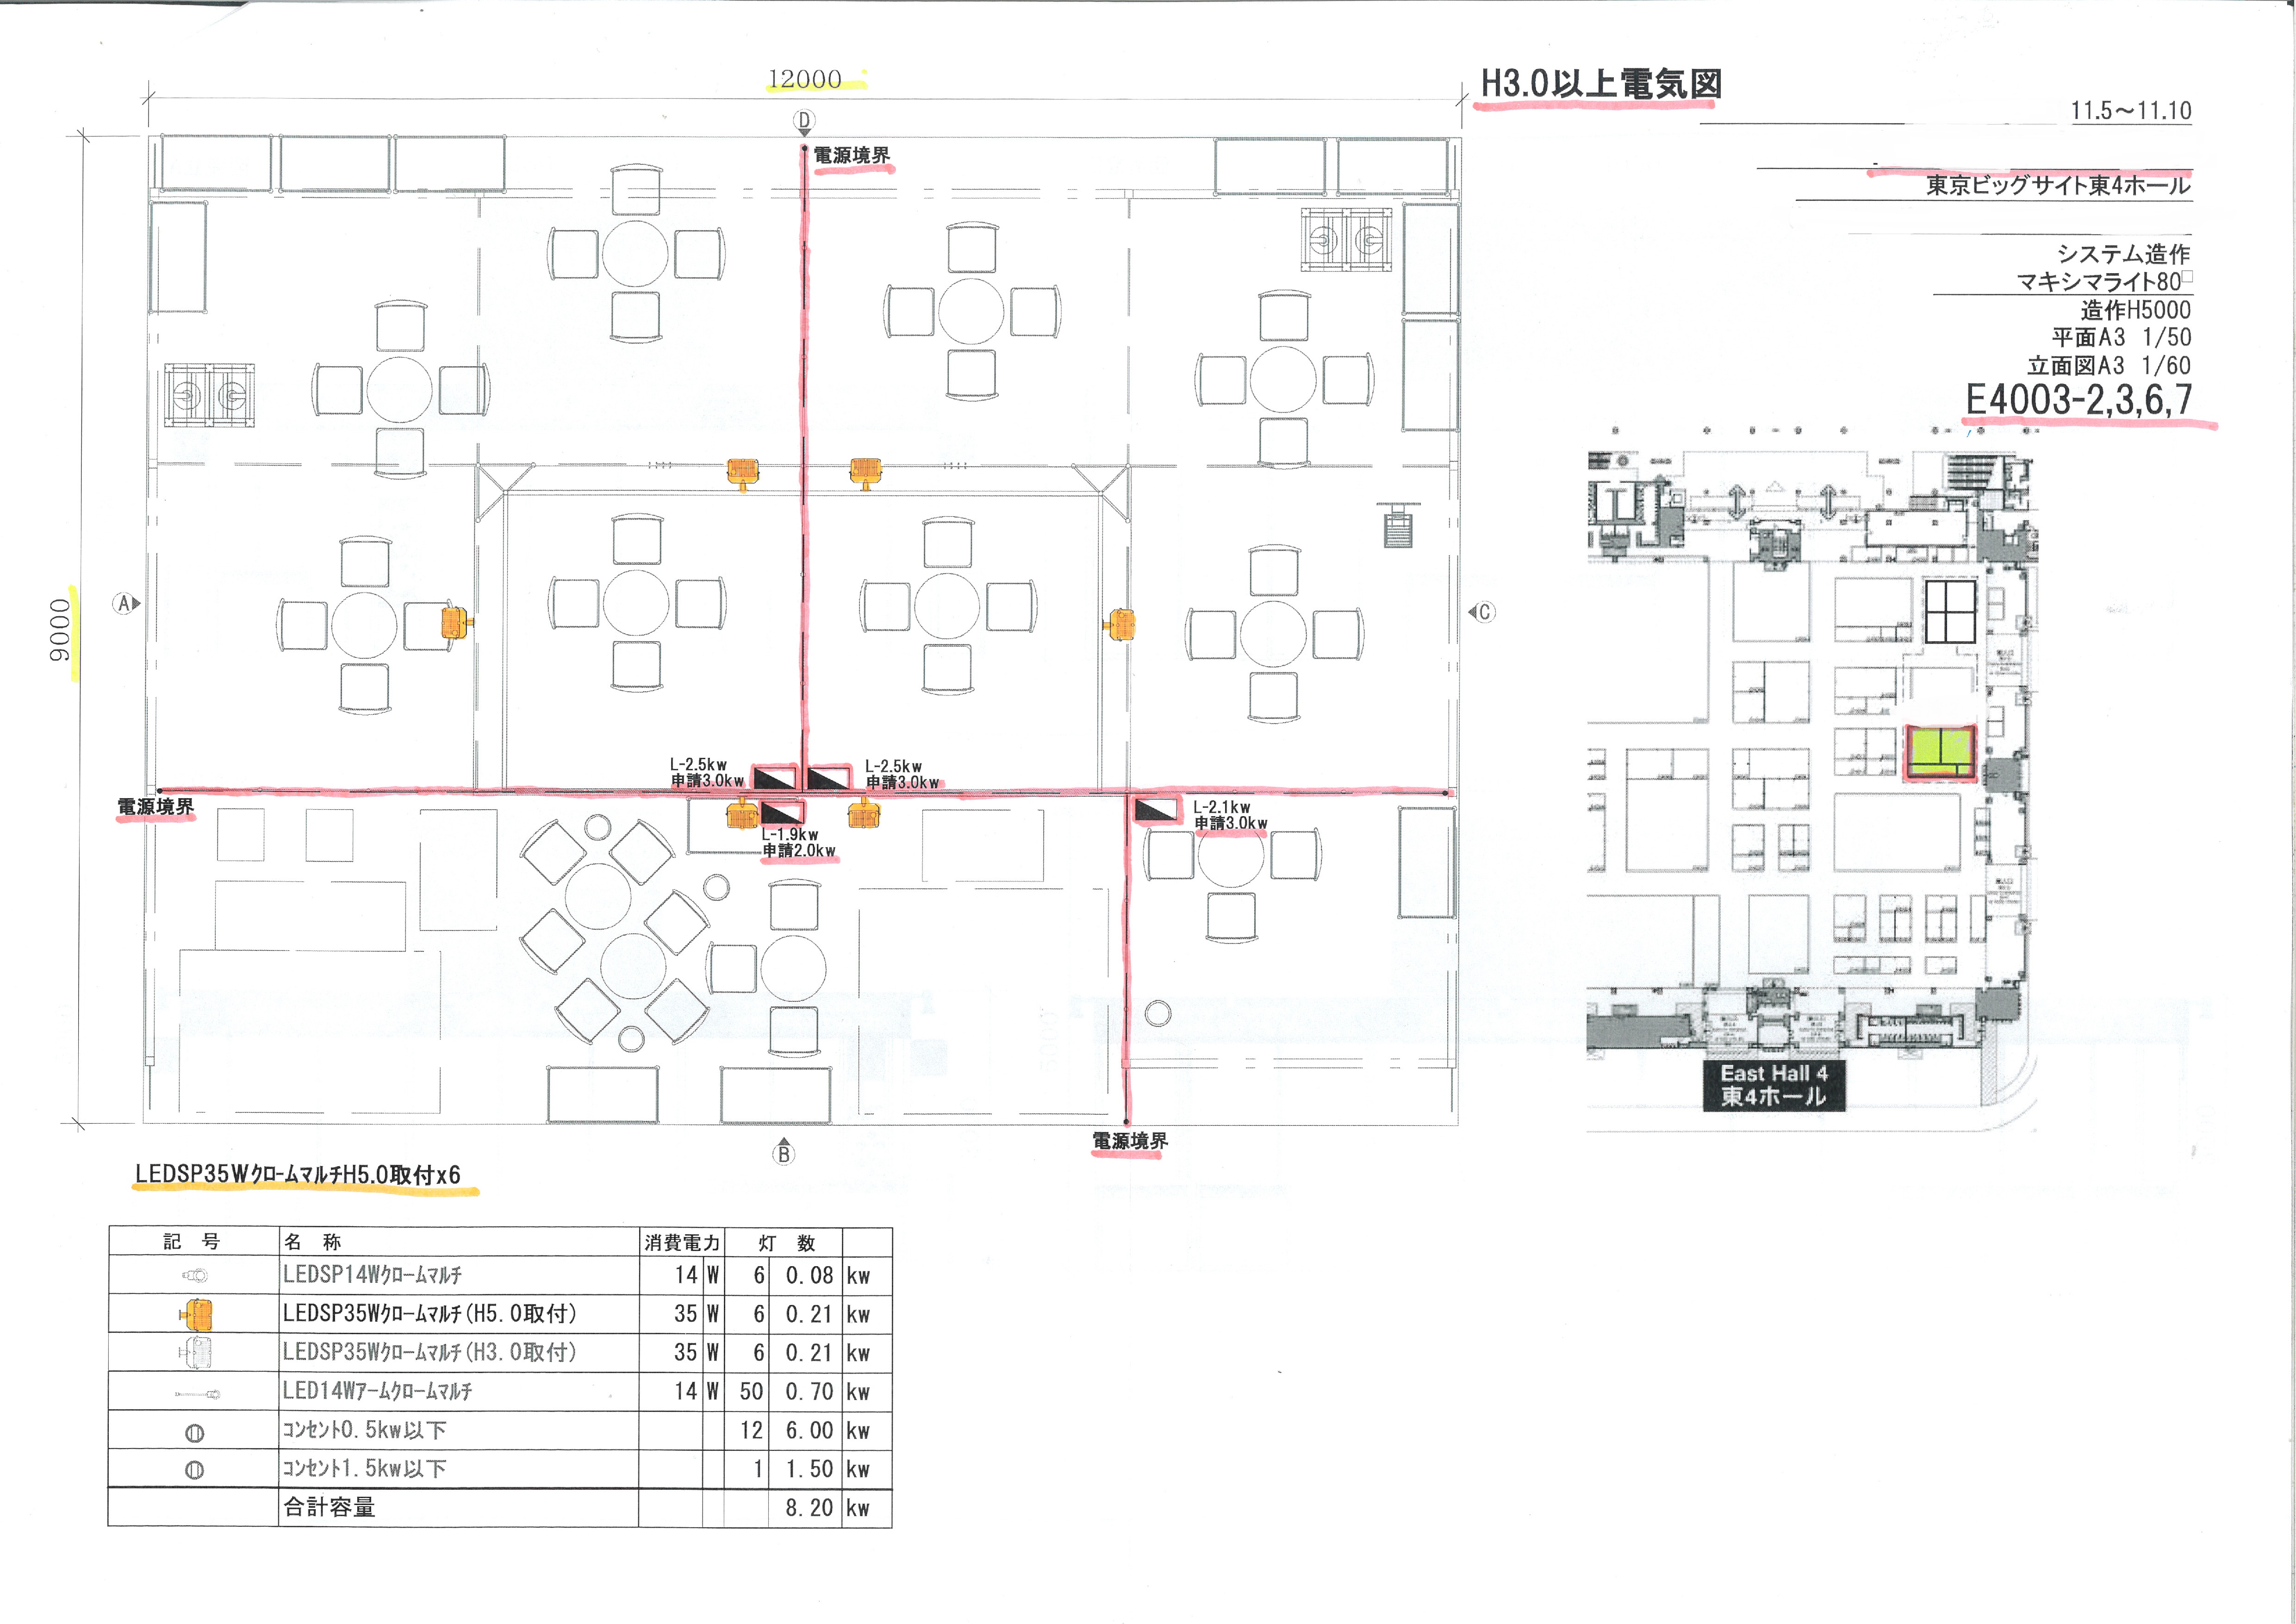 12000
H3.0以上電気図
11.5～11.10
D
電源境界
東京ビッグサイト東4ホール
システム造作
マキシマライト80□
造作H5000
平面A3 1/50
立面図A3 1/60
E4003-2,3,6,7
A
C
9000
L-2.5kw
申請3.0kw
L-2.5kw
申請3.0kw
電源境界
L-1.9kw
申請2.0kw
L-2.1kw
申請3.0kw
East Hall 4
東4ホール
電源境界
B
LEDSP35WｸﾛｰﾑﾏﾙﾁH5.0取付x6
記 号 名 称 消費電力 灯 数
LEDSP14Wｸﾛｰﾑﾏﾙﾁ 14 W 6 0.08 kw
LEDSP35Wｸﾛｰﾑﾏﾙﾁ(H5.0取付) 35 W 6 0.21 kw
LEDSP35Wｸﾛｰﾑﾏﾙﾁ(H3.0取付) 35 W 6 0.21 kw
LED14Wｱｰﾑｸﾛｰﾑﾏﾙﾁ 14 W 50 0.70 kw
ｺﾝｾﾝﾄ0.5kw以下 12 6.00 kw
ｺﾝｾﾝﾄ1.5kw以下 1 1.50 kw
合計容量 8.20 kw